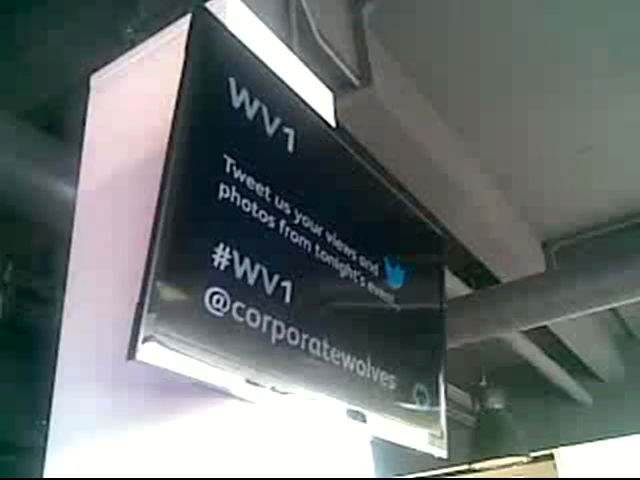 WV1
Tweet us your views and
photos from tonight's event.
#WV1
@corporatewolves